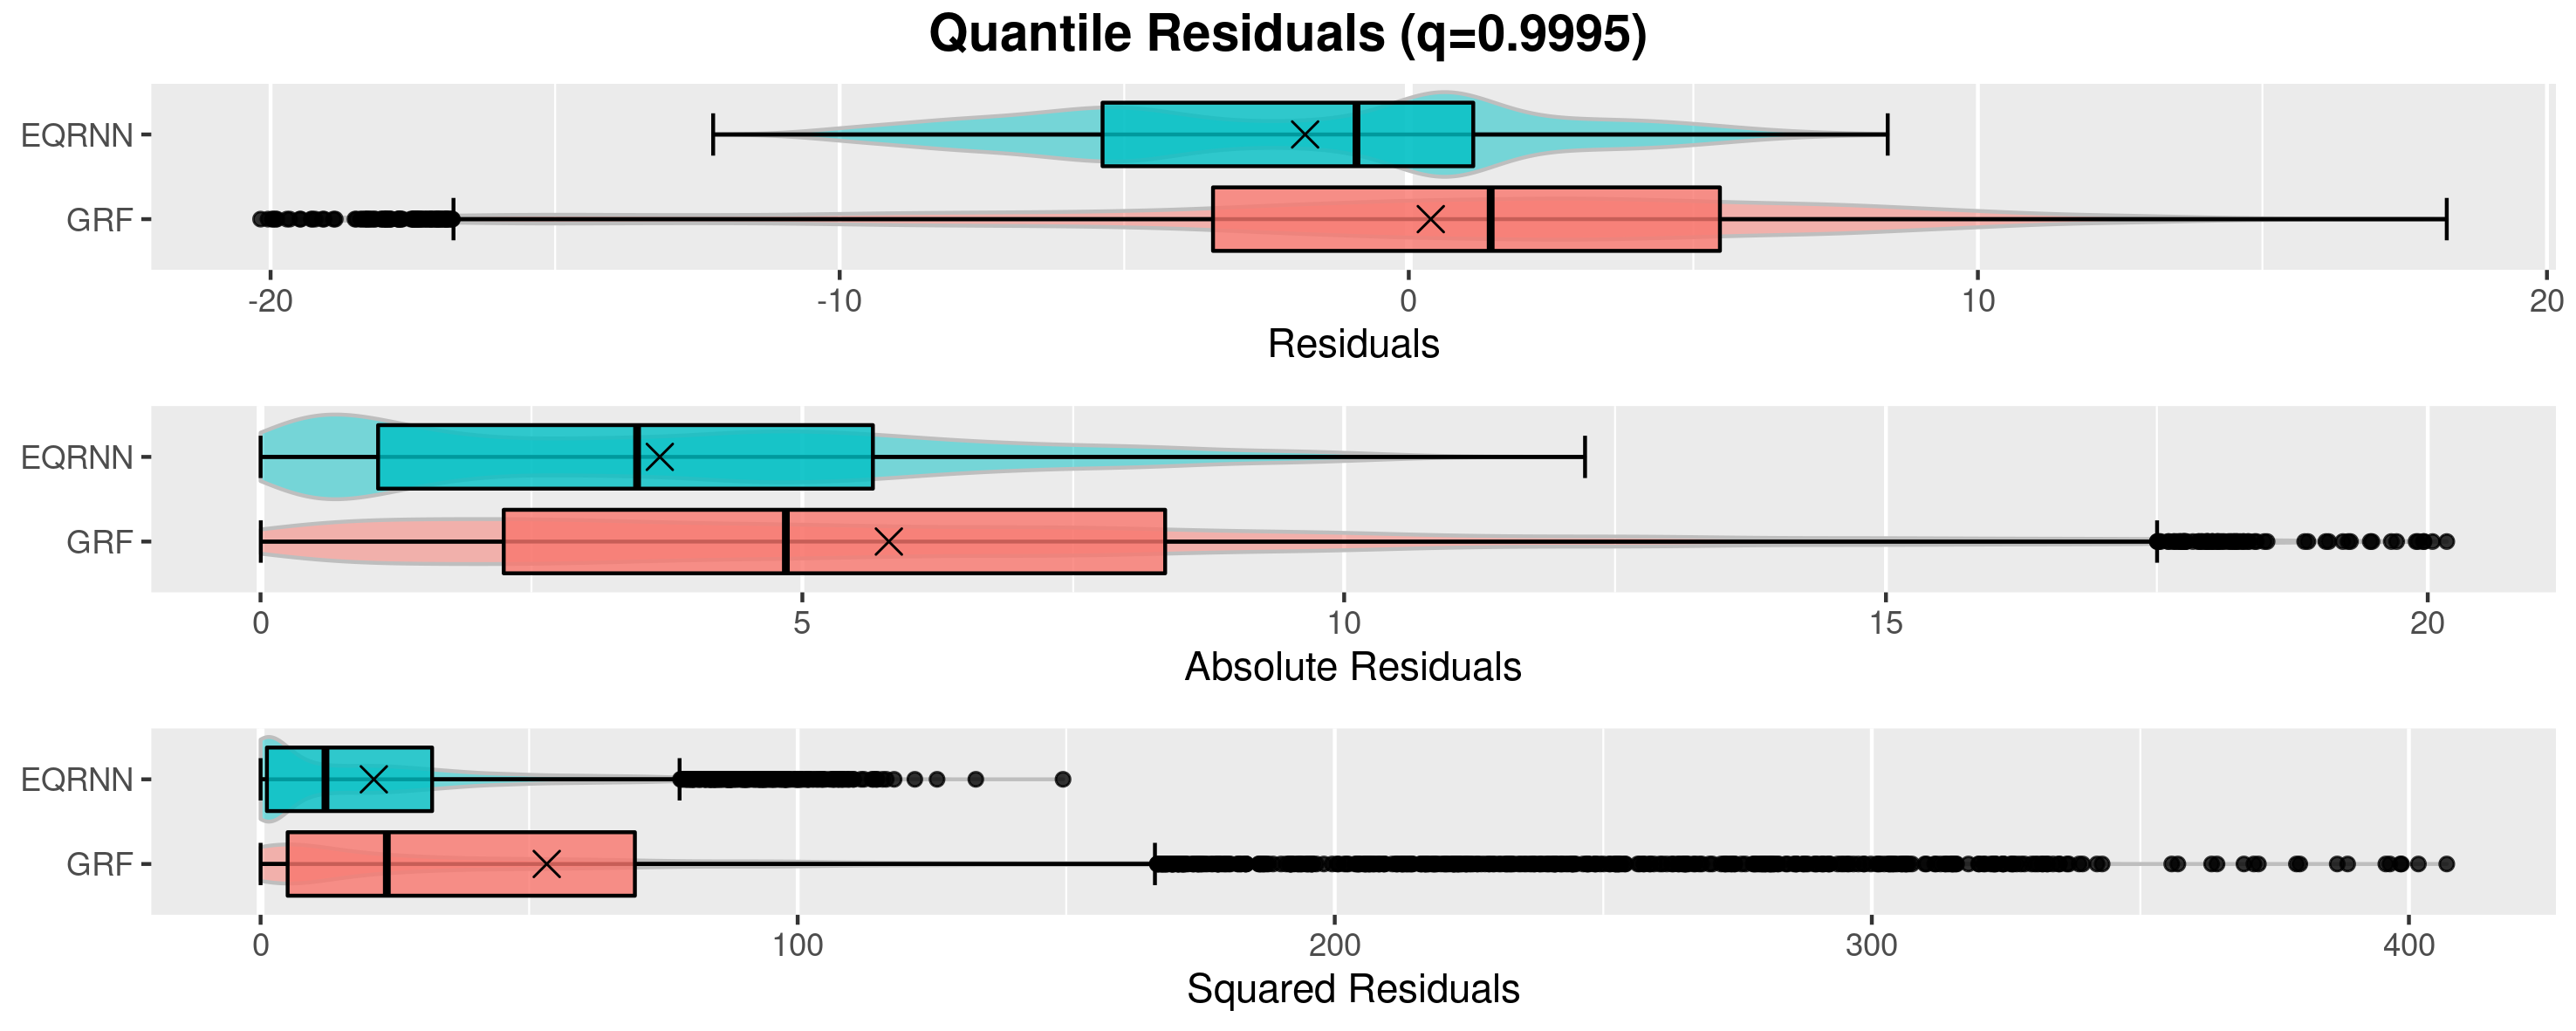 Quantile Residuals (q=0.9995)
EQRNN
GRF
-20 -10 0 10 20
Residuals
EQRNN
GRF
0 5 10 15 20
Absolute Residuals
EQRNN
GRF
0 100 200 300 400
Squared Residuals